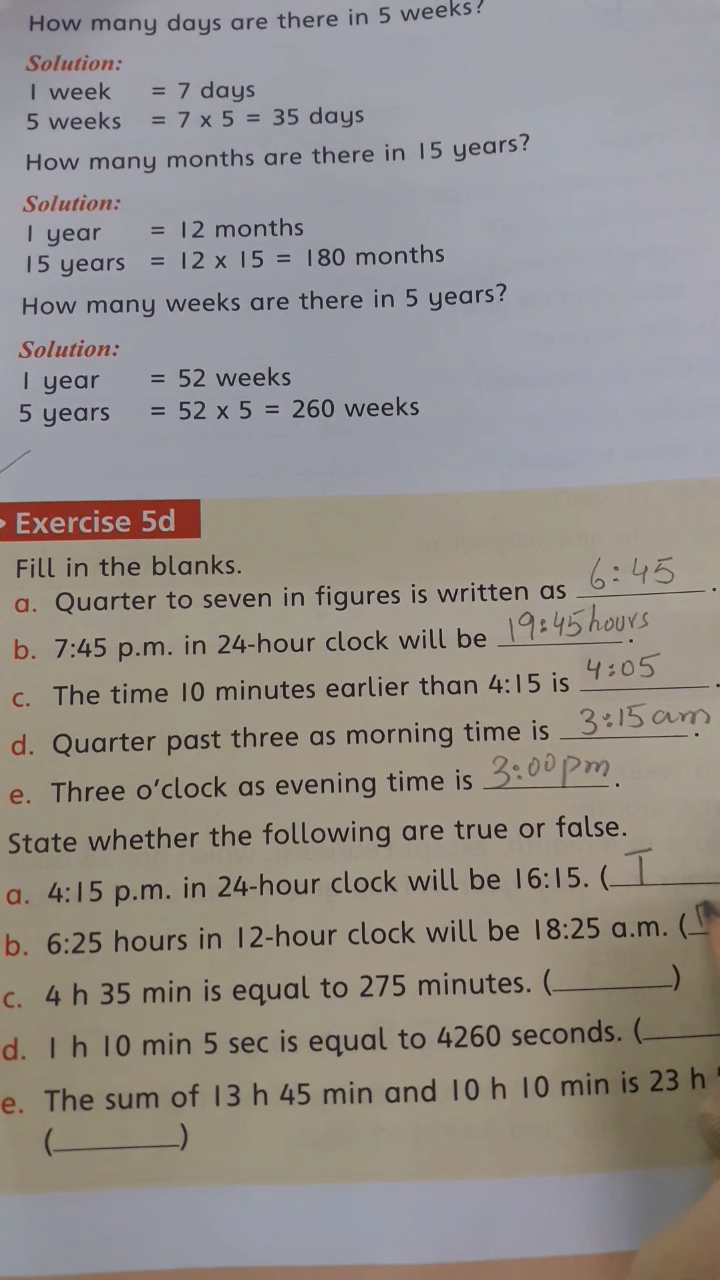 How many days are there in 5 weeks?
Solution:
1 week = 7 days
5 weeks = 7 x 5 = 35 days
How many months are there in 15 years?
Solution:
1 year = 12 months
15 years = 12 x 15 = 180 months
How many weeks are there in 5 years?
Solution:
1 year = 52 weeks
5 years = 52 x 5 = 260 weeks
Exercise 5d
Fill in the blanks.
a. Quarter to seven in figures is written as 6:45.
b. 7:45 p.m. in 24-hour clock will be 19:45 hours.
c. The time 10 minutes earlier than 4:15 is 4:05.
d. Quarter past three as morning time is 3:15 am.
e. Three o'clock as evening time is 3:00 pm.
State whether the following are true or false.
a. 4:15 p.m. in 24-hour clock will be 16:15. (T
b. 6:25 hours in 12-hour clock will be 18:25 a.m. (
c. 4 h 35 min is equal to 275 minutes. (________)
d. 1 h 10 min 5 sec is equal to 4260 seconds. (______
e. The sum of 13 h 45 min and 10 h 10 min is 23 h
(________)